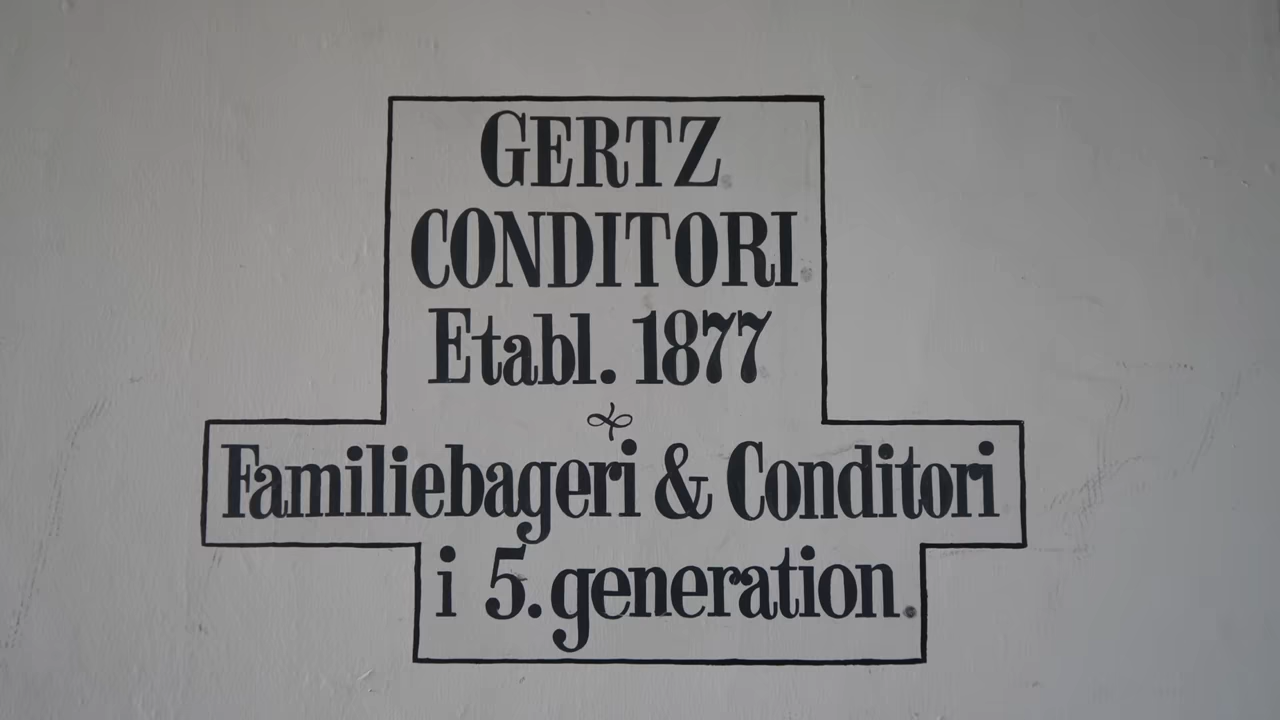 GERTZ
CONDITORI
Etabl. 1877
Familiebageri & Conditori
i 5. generation